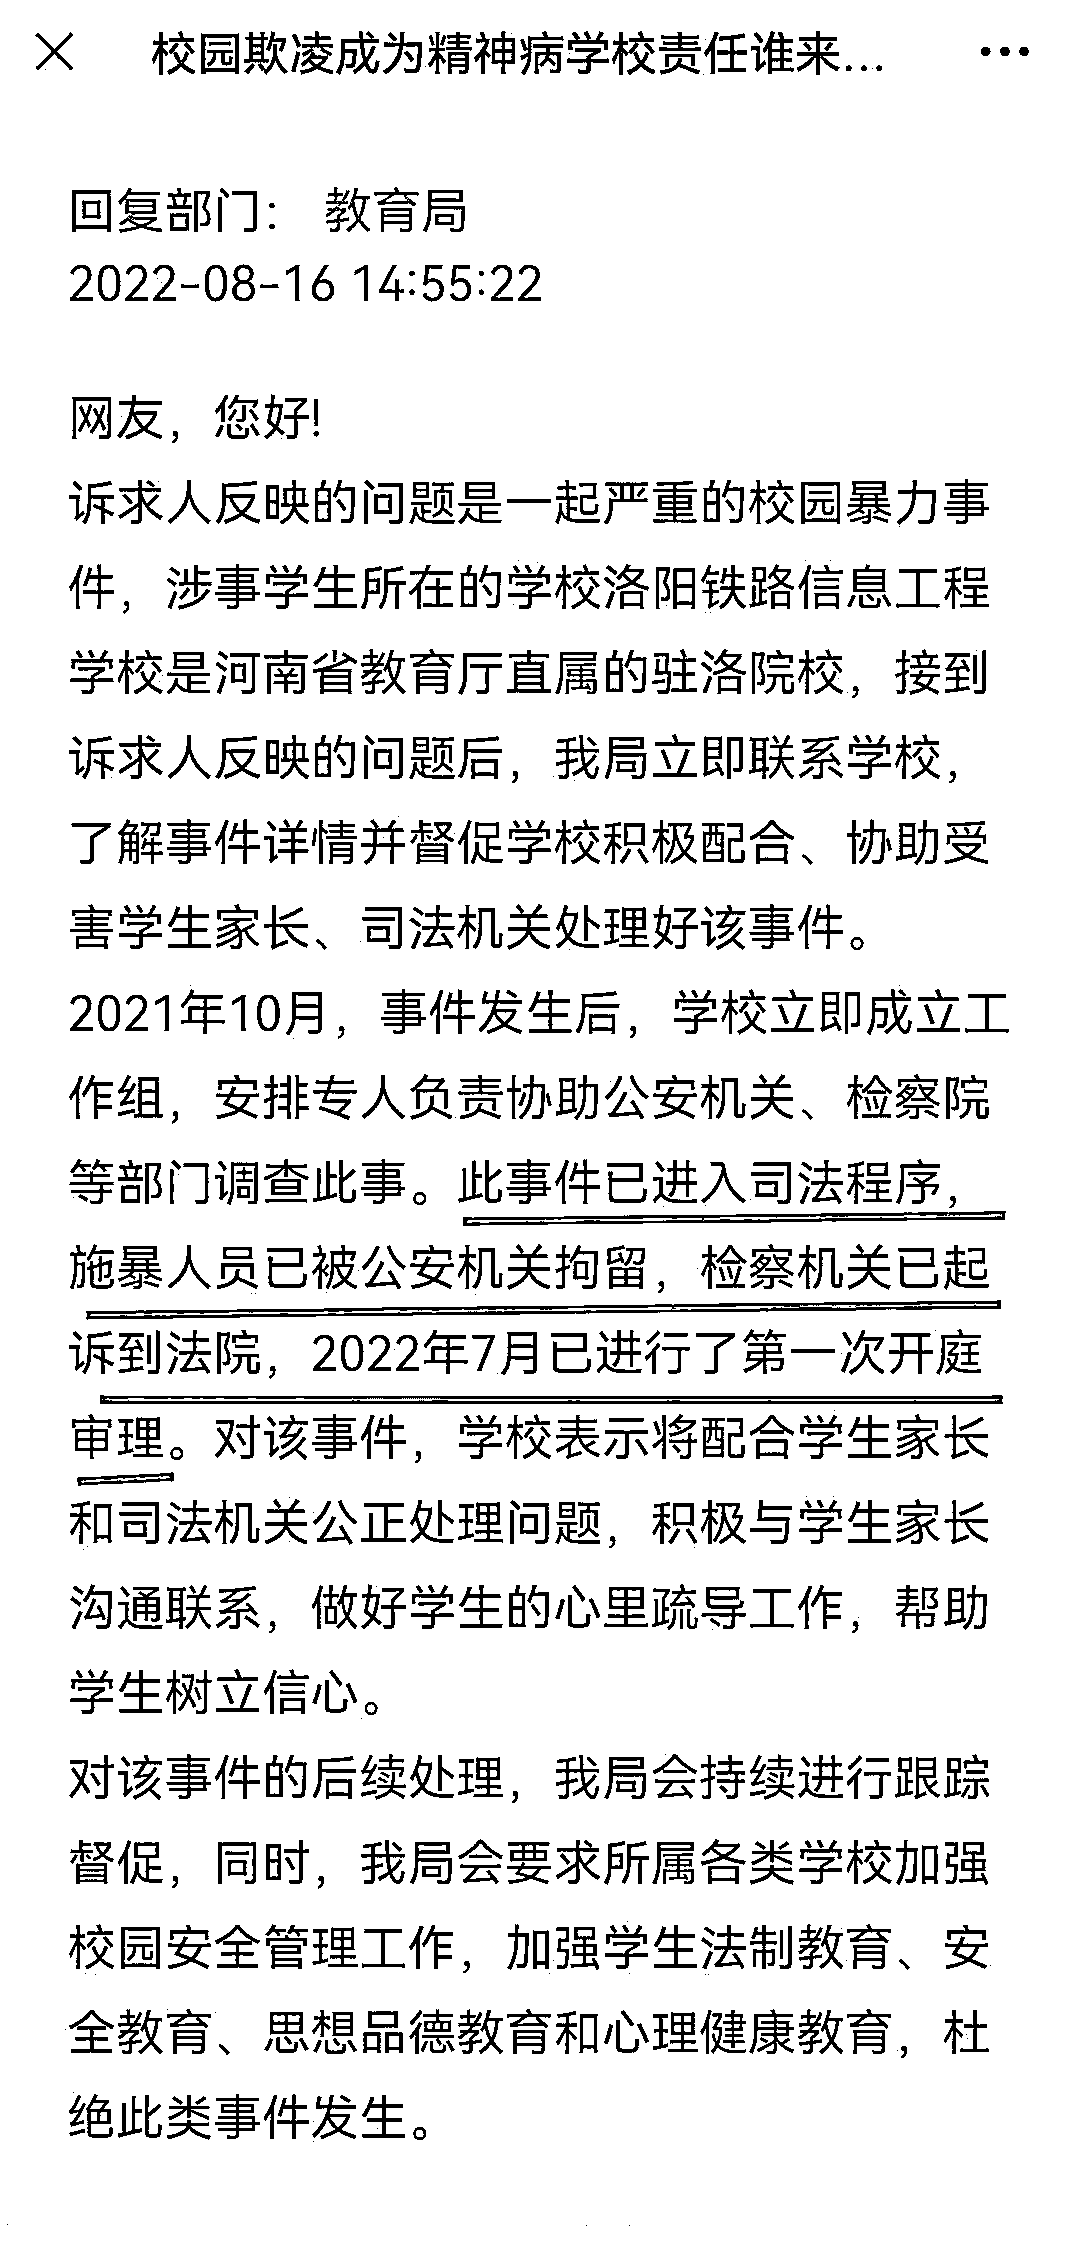 校园欺凌成为精神病学校责任谁来...
回复部门： 教育局
2022-08-16 14:55:22
网友，您好!
诉求人反映的问题是一起严重的校园暴力事
件，涉事学生所在的学校洛阳铁路信息工程
学校是河南省教育厅直属的驻洛院校，接到
诉求人反映的问题后，我局立即联系学校，
了解事件详情并督促学校积极配合、协助受
害学生家长、司法机关处理好该事件。
2021年10月，事件发生后，学校立即成立工
作组，安排专人负责协助公安机关、检察院
等部门调查此事。此事件已进入司法程序，
施暴人员已被公安机关拘留，检察机关已起
诉到法院，2022年7月已进行了第一次开庭
审理。对该事件，学校表示将配合学生家长
和司法机关公正处理问题，积极与学生家长
沟通联系，做好学生的心里疏导工作，帮助
学生树立信心。
对该事件的后续处理，我局会持续进行跟踪
督促，同时，我局会要求所属各类学校加强
校园安全管理工作，加强学生法制教育、安
全教育、思想品德教育和心理健康教育，杜
绝此类事件发生。